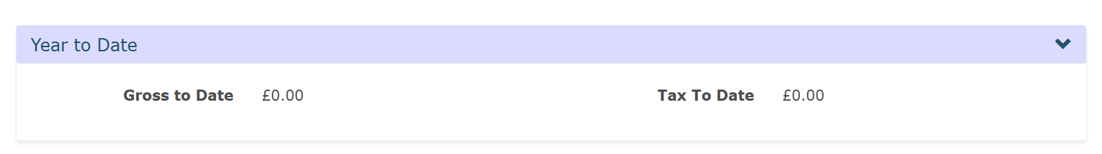 Year to Date
Gross to Date £0.00 Tax To Date £0.00